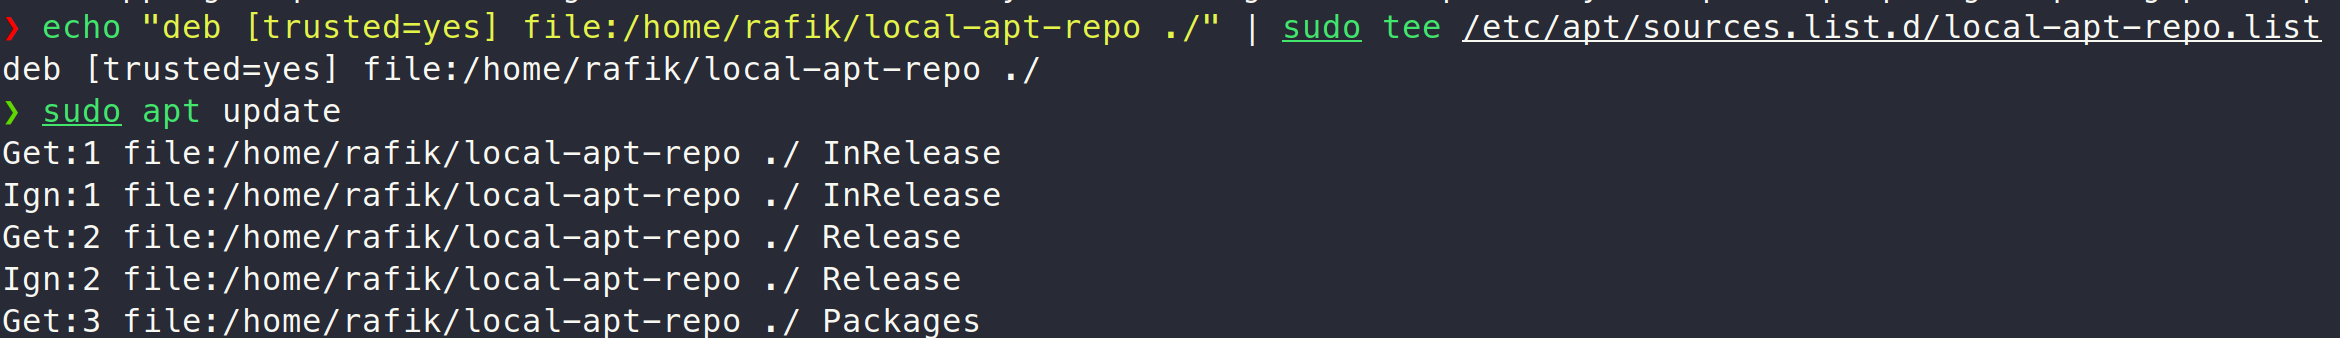 ❯ echo "deb [trusted=yes] file:/home/rafik/local-apt-repo ./" | sudo tee /etc/apt/sources.list.d/local-apt-repo.list
deb [trusted=yes] file:/home/rafik/local-apt-repo ./
❯ sudo apt update
Get:1 file:/home/rafik/local-apt-repo ./ InRelease
Ign:1 file:/home/rafik/local-apt-repo ./ InRelease
Get:2 file:/home/rafik/local-apt-repo ./ Release
Ign:2 file:/home/rafik/local-apt-repo ./ Release
Get:3 file:/home/rafik/local-apt-repo ./ Packages